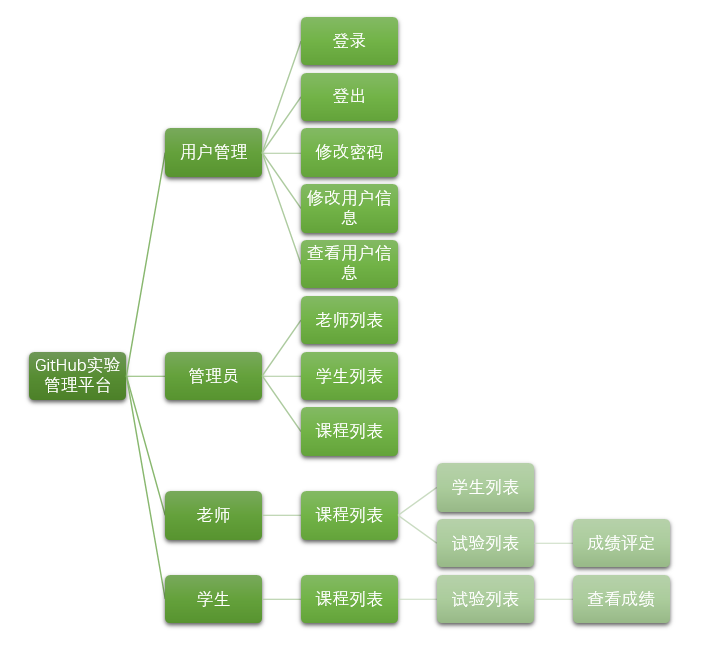 登录
登出
用户管理
修改密码
修改用户信
息
查看用户信
息
老师列表
GitHub实验
管理平台
管理员
学生列表
课程列表
学生列表
老师
课程列表
试验列表
成绩评定
学生
课程列表
试验列表
查看成绩